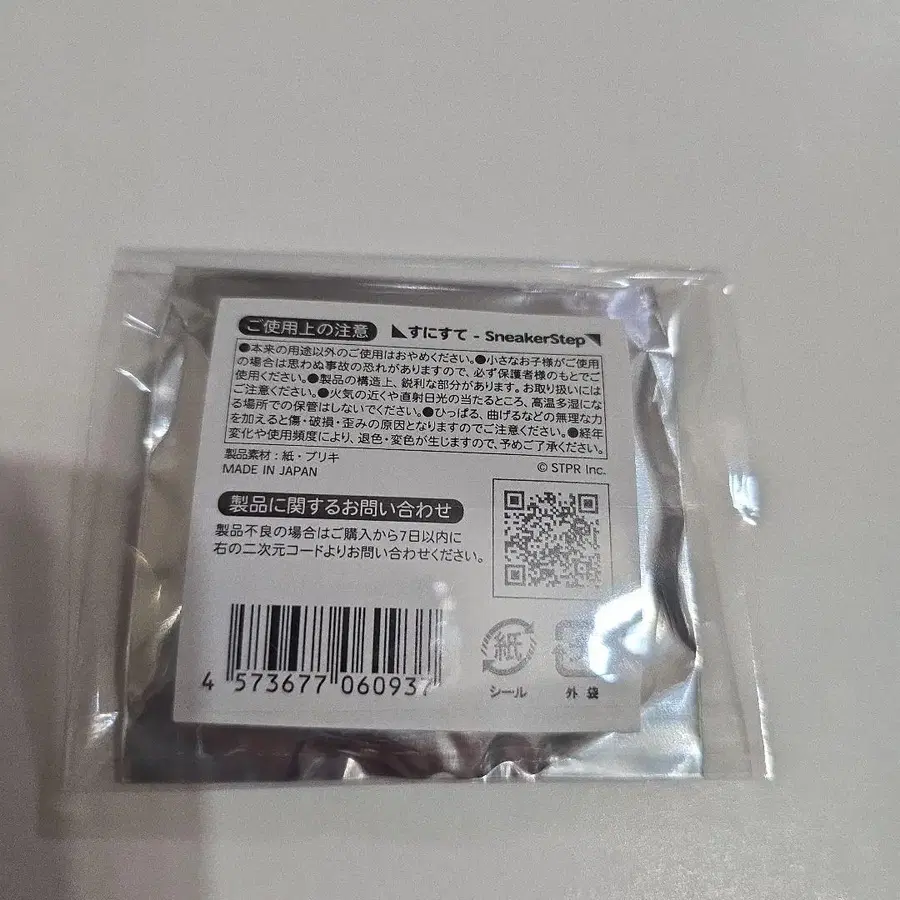 ご使用上の注意
すにすて - SneakerStep
●本来の用途以外のご使用はおやめください。●小さなお子様がご使用
の場合は思わぬ事故の恐れがありますので、必ず保護者様のもとでご
使用ください。●製品の構造上、鋭利な部分があります。お取り扱いには
ご注意ください。●火気の近くや直射日光の当たるところ、高温多湿にな
る場所での保管はしないでください。●ひっぱる、曲げるなどの無理な力
を加えると傷・破損・歪みの原因となりますのでご注意ください。●経年
変化や使用頻度により、退色・変色が生じますので、予めご了承ください。
製品素材：紙・ブリキ
MADE IN JAPAN
© STPR Inc.
製品に関するお問い合わせ
製品不良の場合はご購入から7日以内に
右の二次元コードよりお問い合わせください。
4 573677 060937
紙
シール
外袋